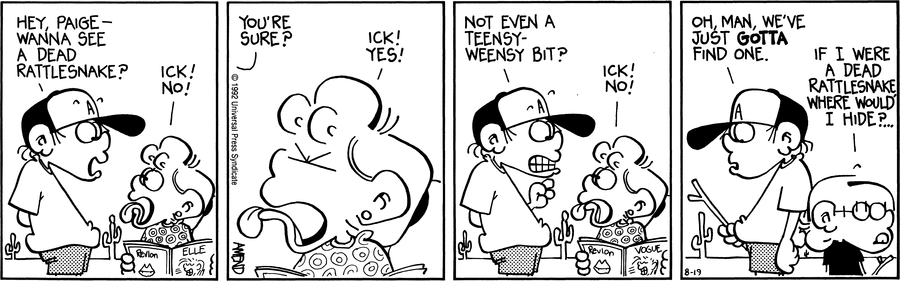 HEY, PAIGE—
WANNA SEE
A DEAD
RATTLESNAKE?
ICK!
NO!
A
Revlon
ELLE
YOU'RE
SURE?
ICK!
YES!
© 1992 Universal Press Syndicate
AMEND
NOT EVEN A
TEENSY-
WEENSY BIT?
ICK!
NO!
A
Revlon
VOGUE
OH, MAN, WE'VE
JUST GOTTA
FIND ONE.
IF I WERE
A DEAD
RATTLESNAKE
WHERE WOULD
I HIDE?...
A
8-19